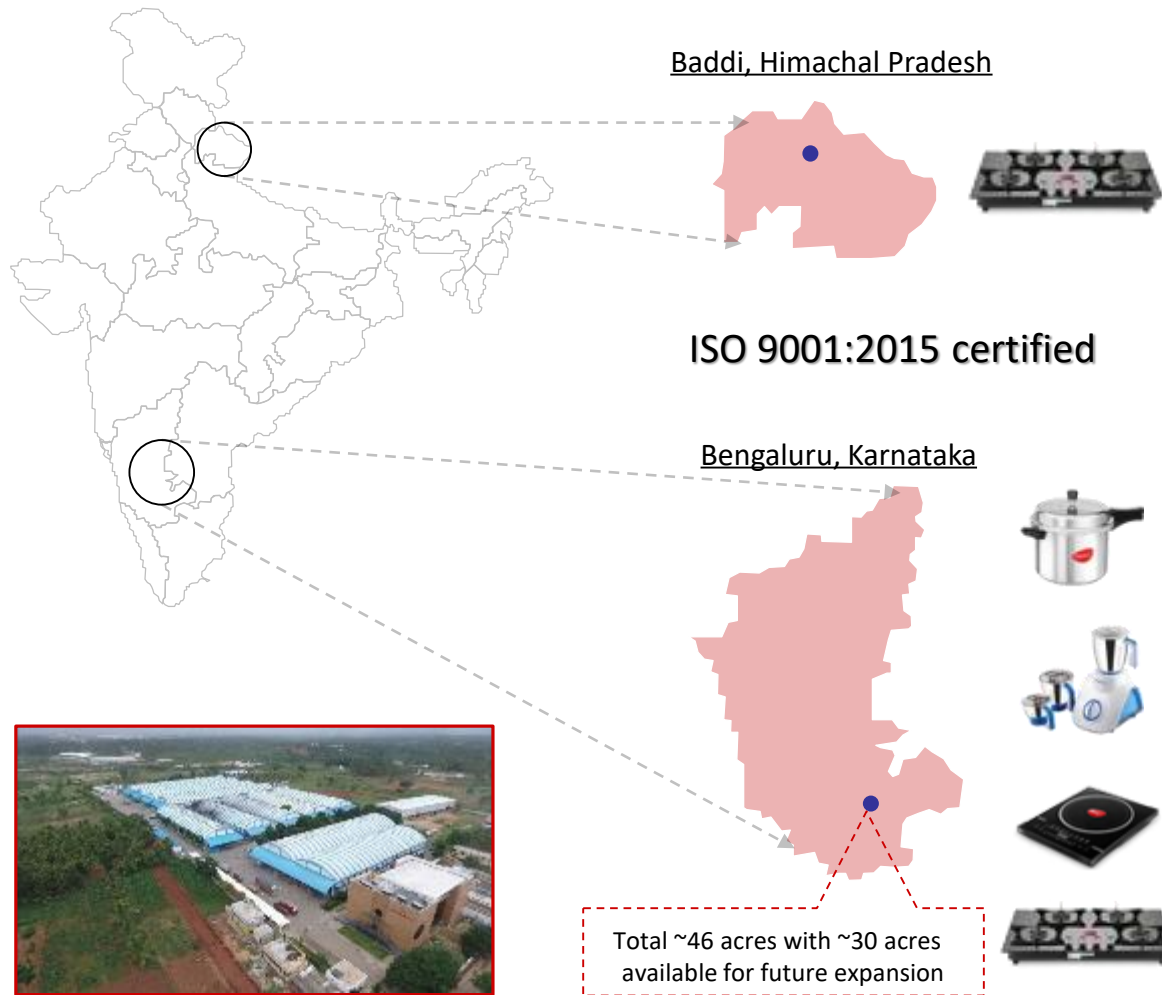 Baddi, Himachal Pradesh
ISO 9001:2015 certified
Bengaluru, Karnataka
Total ~46 acres with ~30 acres
available for future expansion